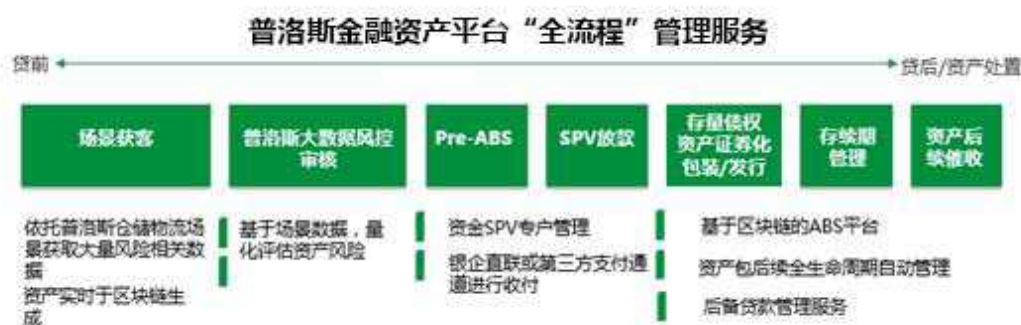 普洛斯金融资产平台“全流程”管理服务
贷前
贷后/资产处置
场景获客
普洛斯大数据风控
审核
Pre-ABS
SPV放款
存量债权
资产证券化
包装/发行
存续期
管理
资产后
续催收
依托普洛斯仓储物流场
景获取大量风险相关数
据
资产实时于区块链生
成
基于场景数据，量
化评估资产风险
资金SPV专户管理
银企直联或第三方支付通
道进行收付
基于区块链的ABS平台
资产包后续全生命周期自动管理
后备贷款管理服务